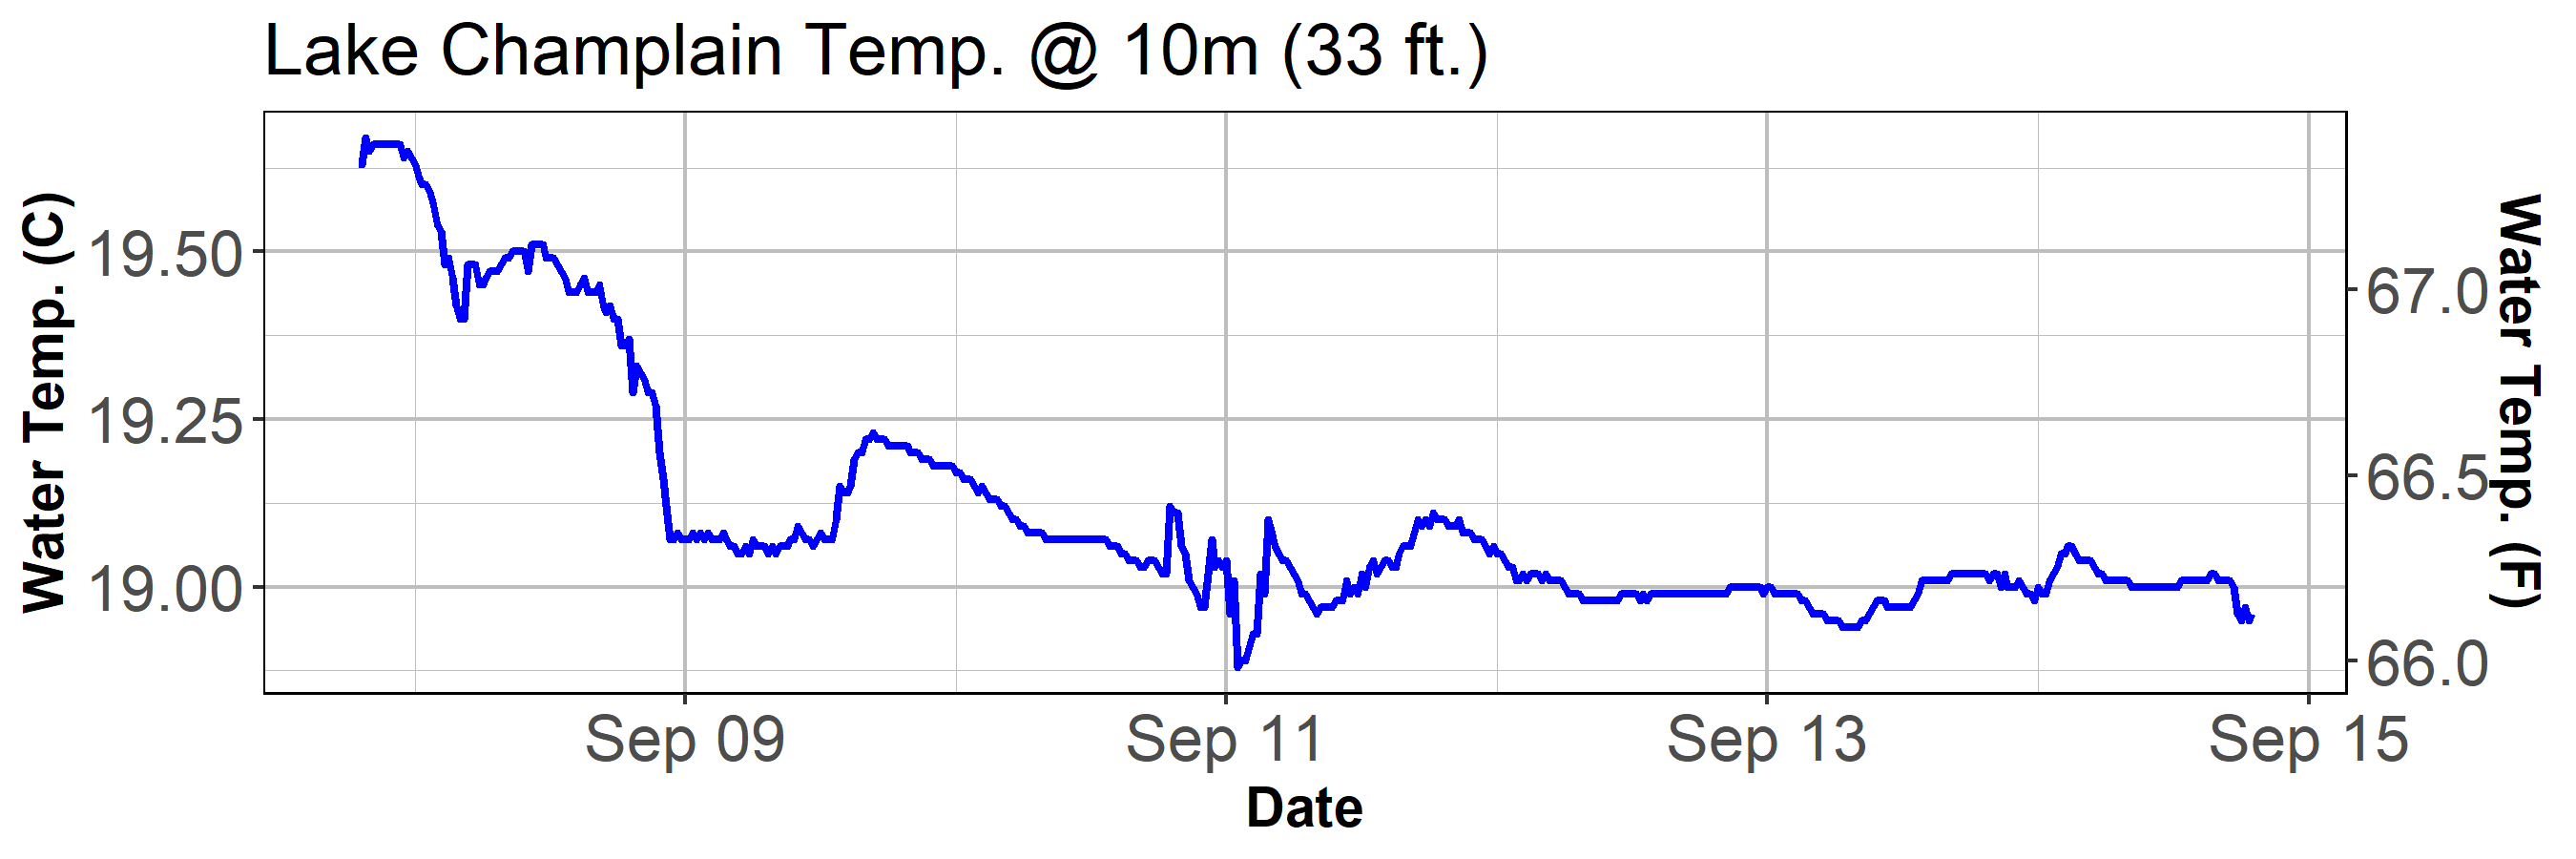 Lake Champlain Temp. @ 10m (33 ft.)
Water Temp. (C)
19.50
19.25
19.00
67.0
66.5
66.0
Water Temp. (F)
Sep 09
Sep 11
Sep 13
Sep 15
Date